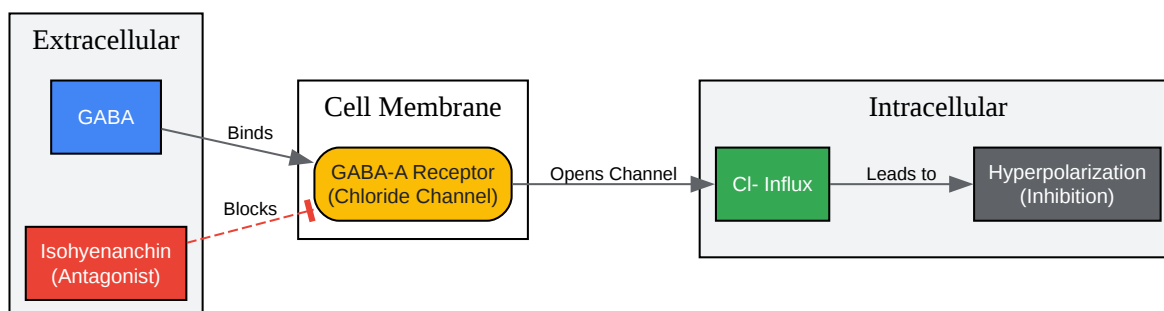 Extracellular
GABA
Binds
Blocks
Isohyenanchin
(Antagonist)
Cell Membrane
GABA-A Receptor
(Chloride Channel)
Opens Channel
Intracellular
Cl- Influx
Leads to
Hyperpolarization
(Inhibition)